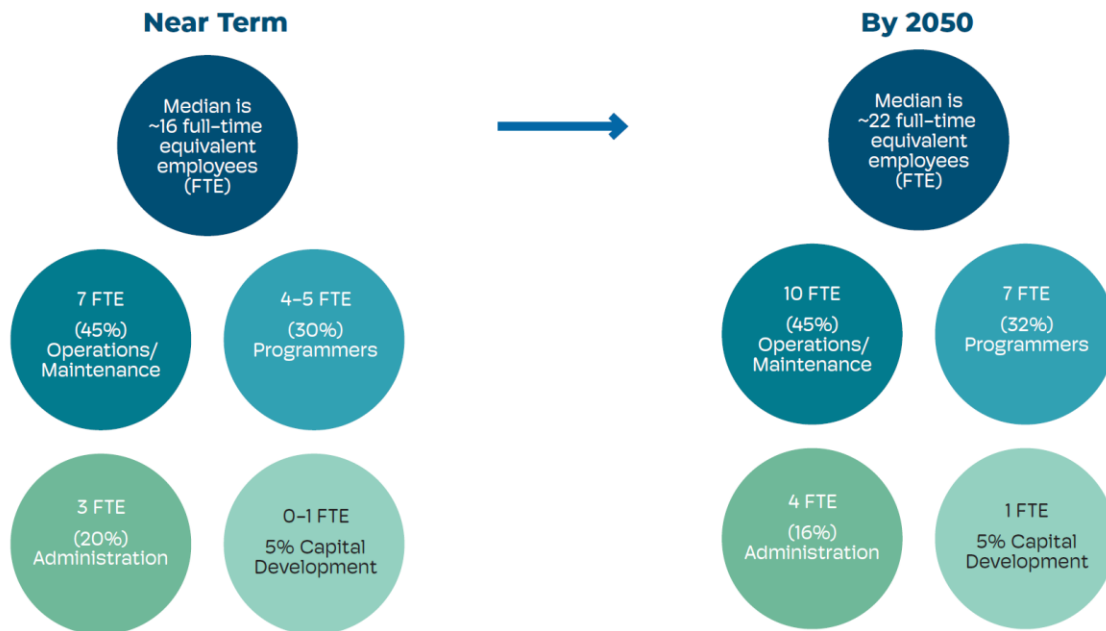 Near Term
Median is
~16 full-time
equivalent
employees
(FTE)
7 FTE
(45%)
Operations/
Maintenance
4–5 FTE
(30%)
Programmers
3 FTE
(20%)
Administration
0–1 FTE
5% Capital
Development
By 2050
Median is
~22 full-time
equivalent
employees
(FTE)
10 FTE
(45%)
Operations/
Maintenance
7 FTE
(32%)
Programmers
4 FTE
(16%)
Administration
1 FTE
5% Capital
Development